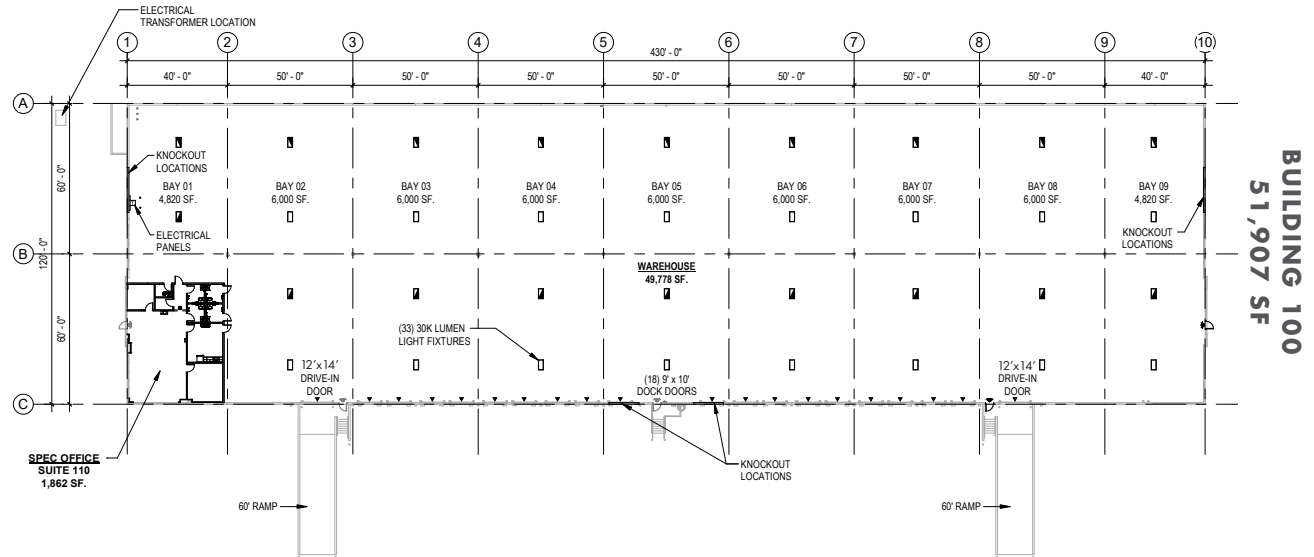 ELECTRICAL
TRANSFORMER LOCATION
1
2
3
4
5
6
7
8
9
10
430' - 0"
40' - 0"
50' - 0"
50' - 0"
50' - 0"
50' - 0"
50' - 0"
50' - 0"
50' - 0"
40' - 0"
A
B
C
60' - 0"
120' - 0"
60' - 0"
KNOCKOUT
LOCATIONS
BAY 01
4,820 SF.
BAY 02
6,000 SF.
BAY 03
6,000 SF.
BAY 04
6,000 SF.
BAY 05
6,000 SF.
BAY 06
6,000 SF.
BAY 07
6,000 SF.
BAY 08
6,000 SF.
BAY 09
4,820 SF.
ELECTRICAL
PANELS
KNOCKOUT
LOCATIONS
WAREHOUSE
49,778 SF.
(33) 30K LUMEN
LIGHT FIXTURES
12'x14'
DRIVE-IN
DOOR
(18) 9' x 10'
DOCK DOORS
12'x14'
DRIVE-IN
DOOR
SPEC OFFICE
SUITE 110
1,862 SF.
KNOCKOUT
LOCATIONS
60' RAMP
60' RAMP
BUILDING 100
51,907 SF